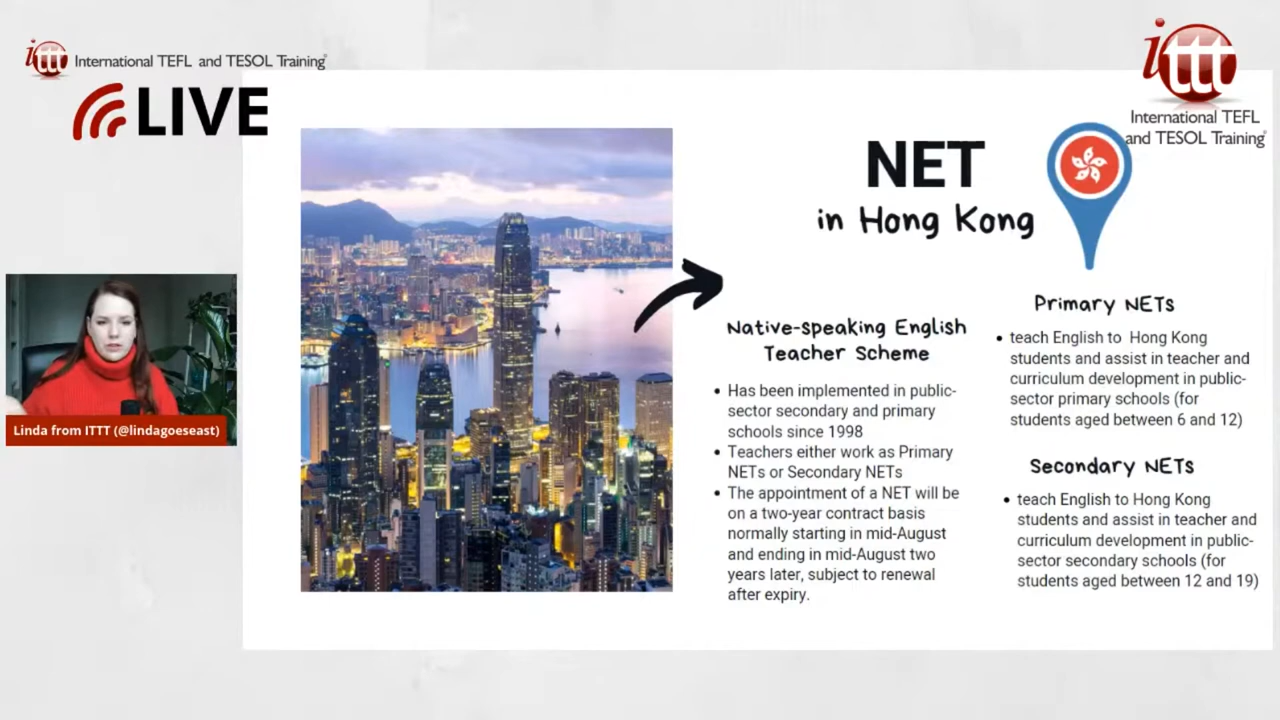 ittt International TEFL and TESOL Training
LIVE
ittt
International TEFL
and TESOL Training
NET
in Hong Kong
Native-speaking English
Teacher Scheme
• Has been implemented in public-
sector secondary and primary
schools since 1998
• Teachers either work as Primary
NETs or Secondary NETs
• The appointment of a NET will be
on a two-year contract basis
normally starting in mid-August
and ending in mid-August two
years later, subject to renewal
after expiry.
Primary NETs
• teach English to Hong Kong
students and assist in teacher and
curriculum development in public-
sector primary schools (for
students aged between 6 and 12)
Secondary NETs
• teach English to Hong Kong
students and assist in teacher and
curriculum development in public-
sector secondary schools (for
students aged between 12 and 19)
Linda from ITTT (@lindagoeseast)